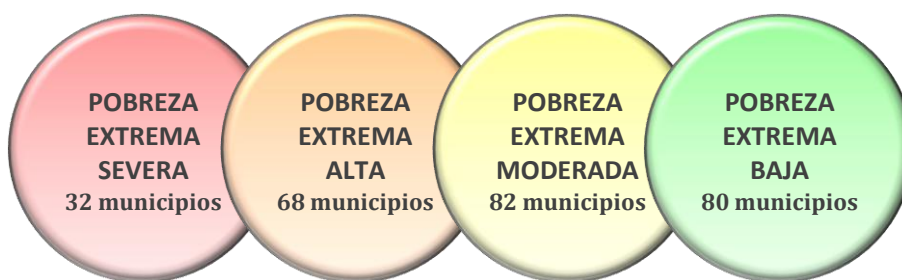 POBREZA
EXTREMA
SEVERA
32 municipios
POBREZA
EXTREMA
ALTA
68 municipios
POBREZA
EXTREMA
MODERADA
82 municipios
POBREZA
EXTREMA
BAJA
80 municipios